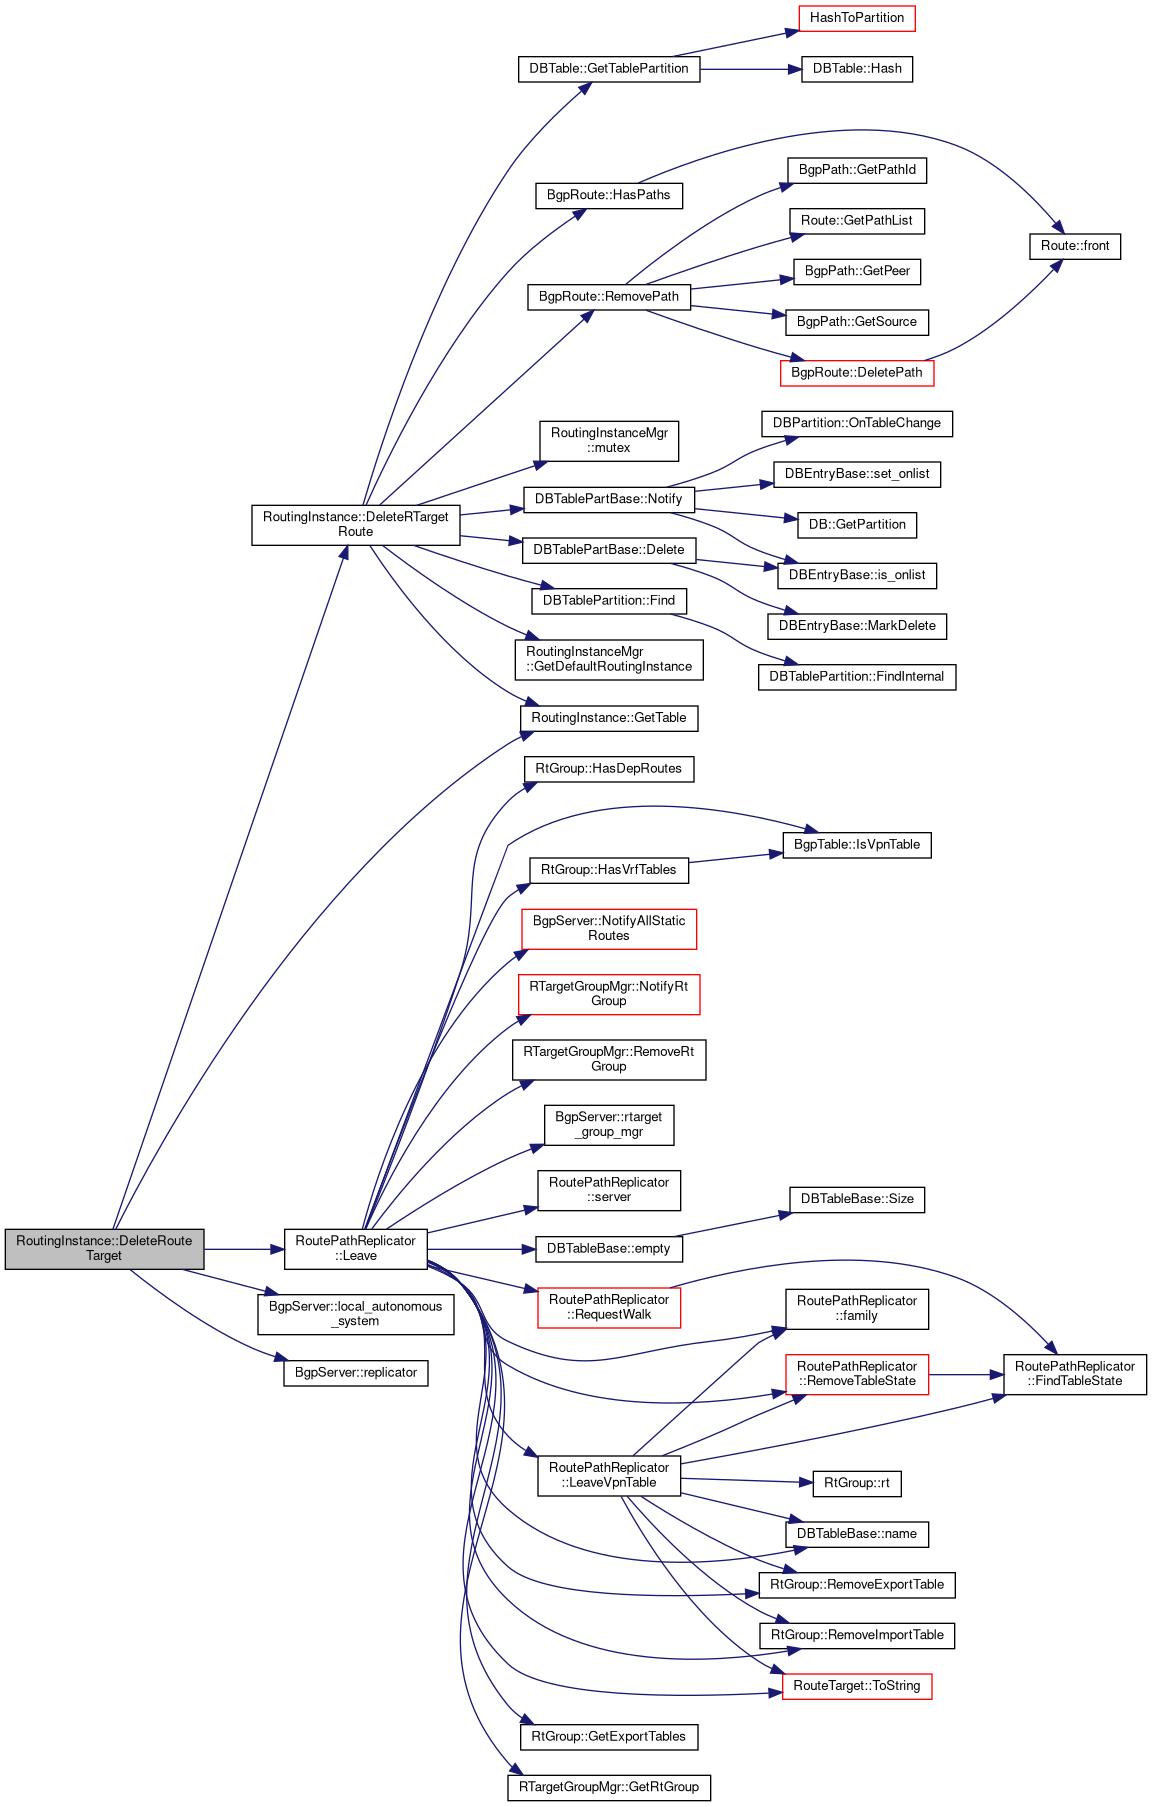 HashToPartition
DBTable::GetTablePartition
DBTable::Hash
BgpRoute::HasPaths
BgpPath::GetPathId
Route::GetPathList
Route::front
BgpPath::GetPeer
BgpRoute::RemovePath
BgpPath::GetSource
BgpRoute::DeletePath
DBPartition::OnTableChange
RoutingInstanceMgr
::mutex
DBEntryBase::set_onlist
DBTablePartBase::Notify
RoutingInstance::DeleteRTarget
Route
DB::GetPartition
DBTablePartBase::Delete
DBEntryBase::is_onlist
DBTablePartition::Find
DBEntryBase::MarkDelete
RoutingInstanceMgr
::GetDefaultRoutingInstance
DBTablePartition::FindInternal
RoutingInstance::GetTable
RtGroup::HasDepRoutes
BgpTable::IsVpnTable
RtGroup::HasVrfTables
BgpServer::NotifyAllStatic
Routes
RTargetGroupMgr::NotifyRt
Group
RTargetGroupMgr::RemoveRt
Group
BgpServer::rtarget
_group_mgr
RoutePathReplicator
::server
DBTableBase::Size
RoutingInstance::DeleteRoute
Target
RoutePathReplicator
::Leave
DBTableBase::empty
BgpServer::local_autonomous
_system
RoutePathReplicator
::RequestWalk
RoutePathReplicator
::family
BgpServer::replicator
RoutePathReplicator
::RemoveTableState
RoutePathReplicator
::FindTableState
RoutePathReplicator
::LeaveVpnTable
RtGroup::rt
DBTableBase::name
RtGroup::RemoveExportTable
RtGroup::RemoveImportTable
RouteTarget::ToString
RtGroup::GetExportTables
RTargetGroupMgr::GetRtGroup